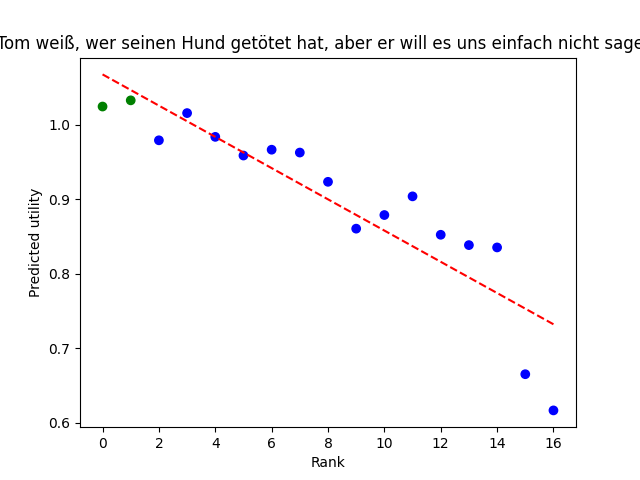 Tom weiß, wer seinen Hund getötet hat, aber er will es uns einfach nicht sage
Predicted utility
1.0
0.9
0.8
0.7
0.6
0 2 4 6 8 10 12 14 16
Rank